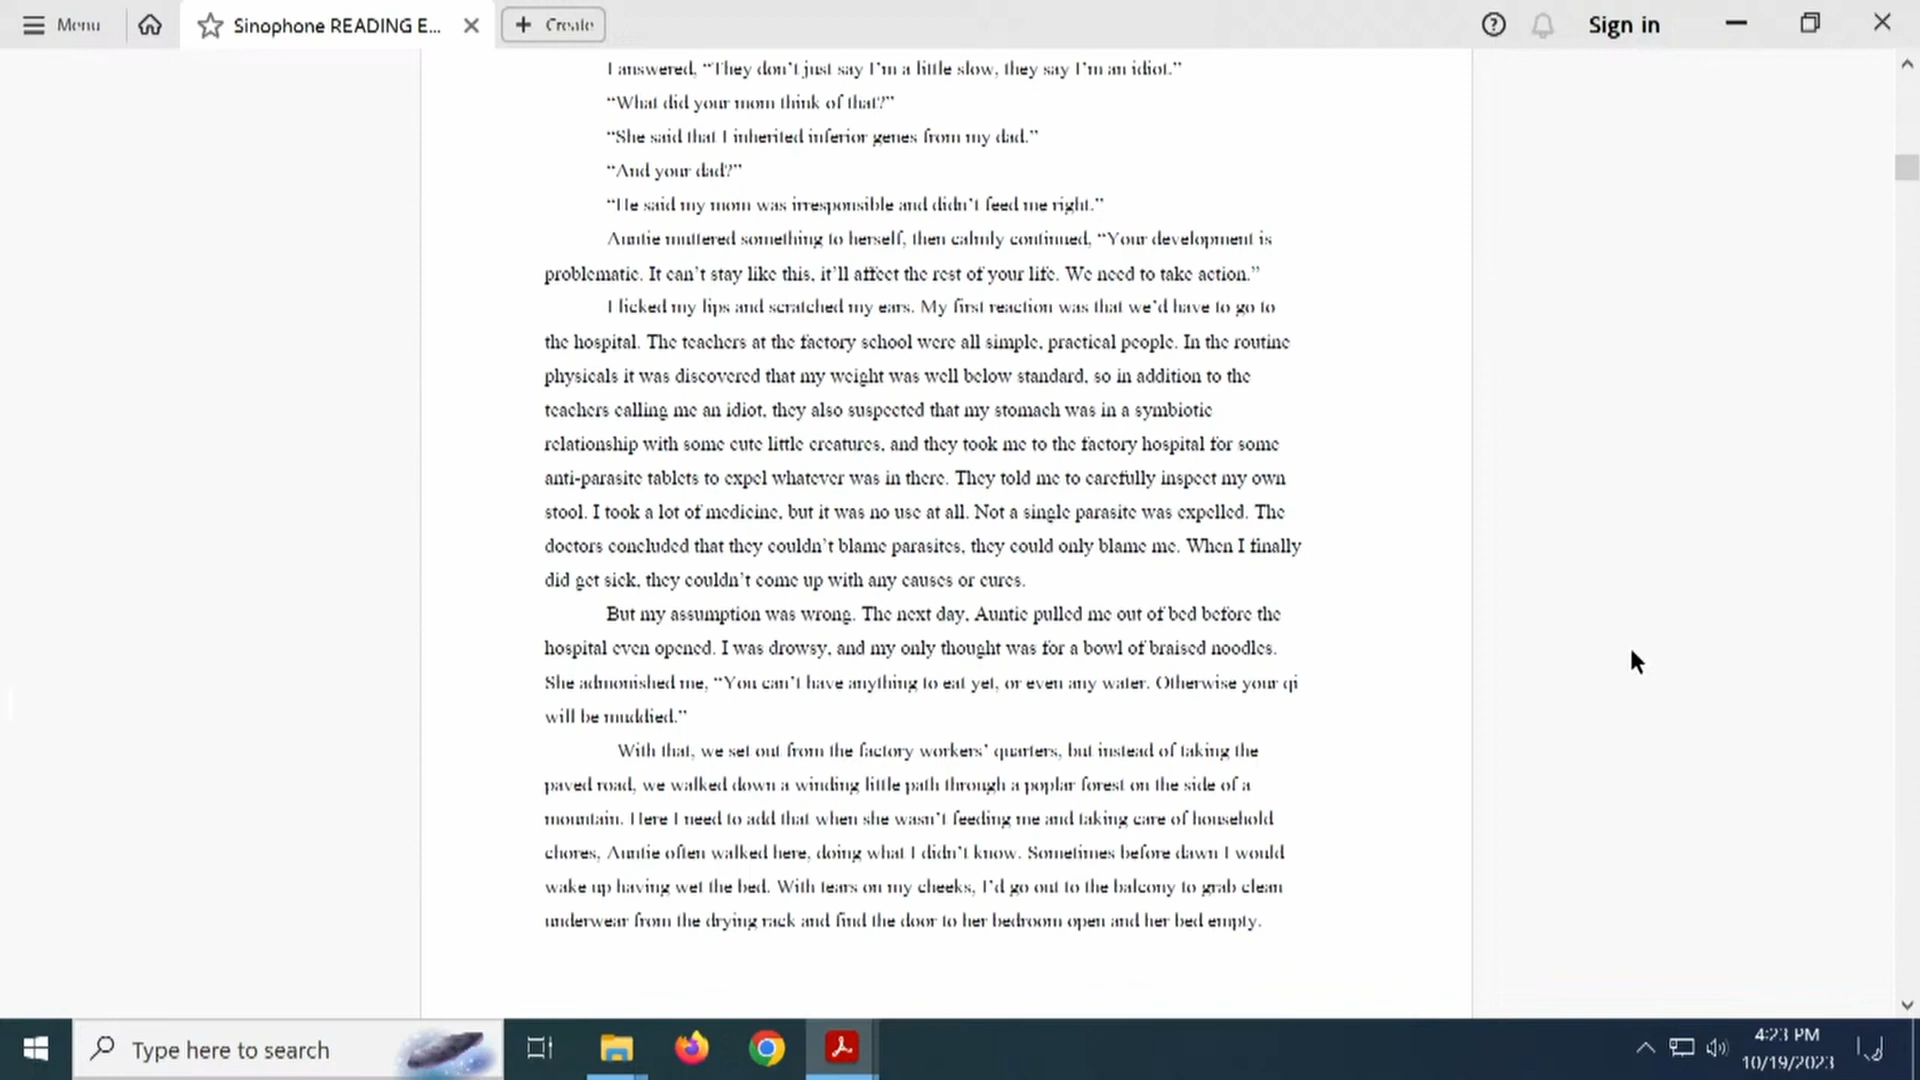 Menu
Sinophone READING E...
Create
Sign in
I answered, “They don’t just say I’m a little slow, they say I’m an idiot.”
“What did your mom think of that?”
“She said that I inherited inferior genes from my dad.”
“And your dad?”
“He said my mom was irresponsible and didn’t feed me right.”
Auntie muttered something to herself, then calmly continued, “Your development is
problematic. It can’t stay like this, it’ll affect the rest of your life. We need to take action.”
I licked my lips and scratched my ears. My first reaction was that we’d have to go to
the hospital. The teachers at the factory school were all simple, practical people. In the routine
physicals it was discovered that my weight was well below standard, so in addition to the
teachers calling me an idiot, they also suspected that my stomach was in a symbiotic
relationship with some cute little creatures, and they took me to the factory hospital for some
anti-parasite tablets to expel whatever was in there. They told me to carefully inspect my own
stool. I took a lot of medicine, but it was no use at all. Not a single parasite was expelled. The
doctors concluded that they couldn’t blame parasites, they could only blame me. When I finally
did get sick, they couldn’t come up with any causes or cures.
But my assumption was wrong. The next day, Auntie pulled me out of bed before the
hospital even opened. I was drowsy, and my only thought was for a bowl of braised noodles.
She admonished me, “You can’t have anything to eat yet, or even any water. Otherwise your qi
will be muddied.”
With that, we set out from the factory workers’ quarters, but instead of taking the
paved road, we walked down a winding little path through a poplar forest on the side of a
mountain. Here I need to add that when she wasn’t feeding me and taking care of household
chores, Auntie often walked here, doing what I didn’t know. Sometimes before dawn I would
wake up having wet the bed. With tears on my cheeks, I’d go out to the balcony to grab clean
underwear from the drying rack and find the door to her bedroom open and her bed empty.
Type here to search
4:23 PM
10/19/2023